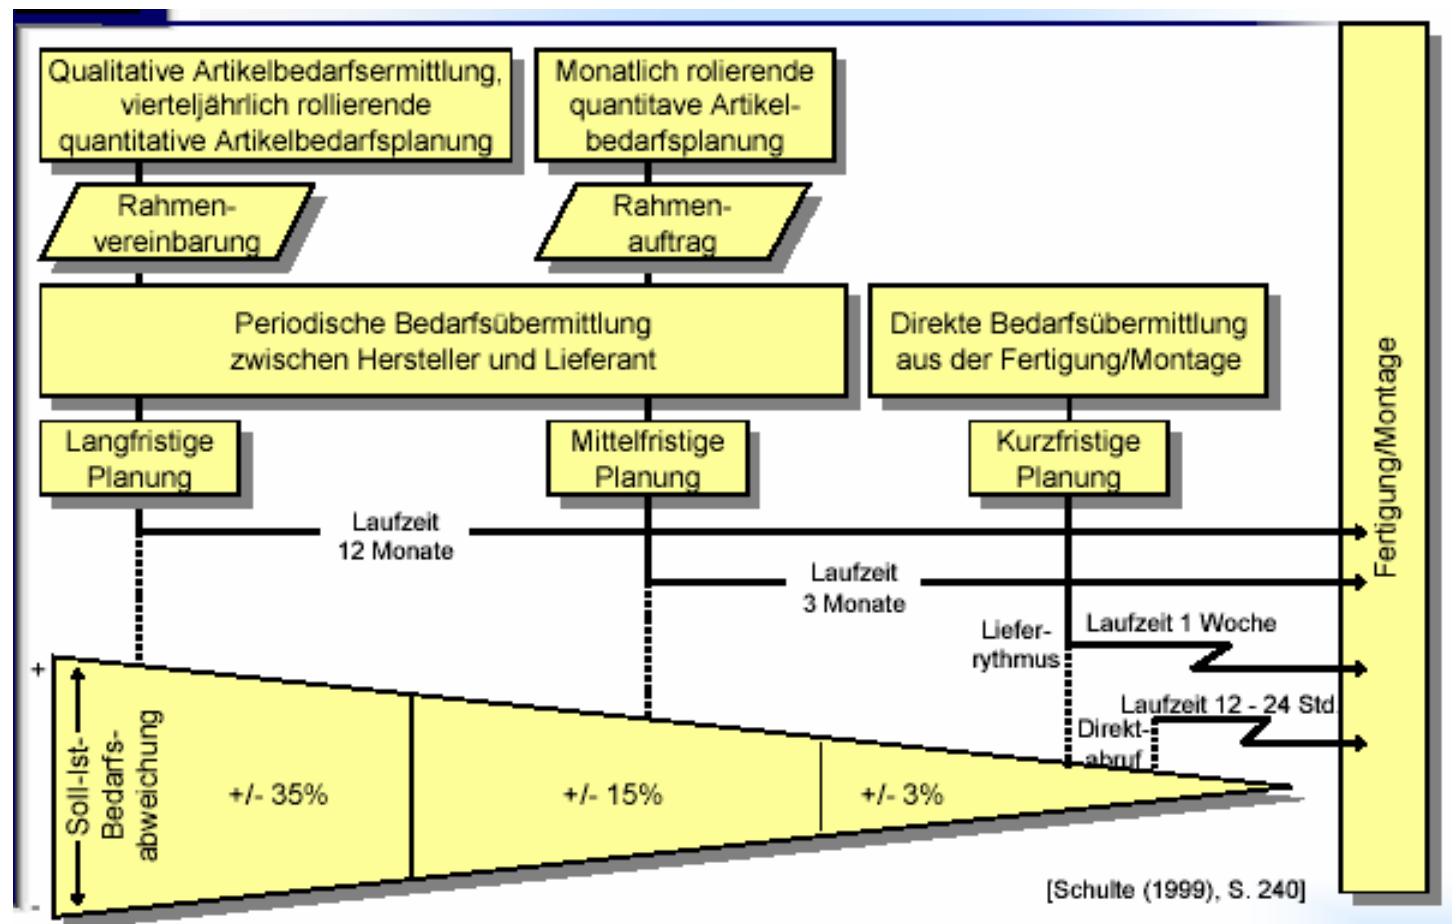 Qualitative Artikelbedarfsermittlung,
vierteljährlich rollierende
quantitative Artikelbedarfsplanung
Monatlich rolierende
quantitave Artikel-
bedarfsplanung
Rahmen-
vereinbarung
Rahmen-
auftrag
Periodische Bedarfsübermittlung
zwischen Hersteller und Lieferant
Direkte Bedarfsübermittlung
aus der Fertigung/Montage
Langfristige
Planung
Mittelfristige
Planung
Kurzfristige
Planung
Fertigung/Montage
Laufzeit
12 Monate
Laufzeit
3 Monate
Liefer-
rythmus
Laufzeit 1 Woche
Laufzeit 12 - 24 Std.
Direkt-
abruf
+
-
Soll-Ist-
Bedarfs-
abweichung
+/- 35%
+/- 15%
+/- 3%
[Schulte (1999), S. 240]